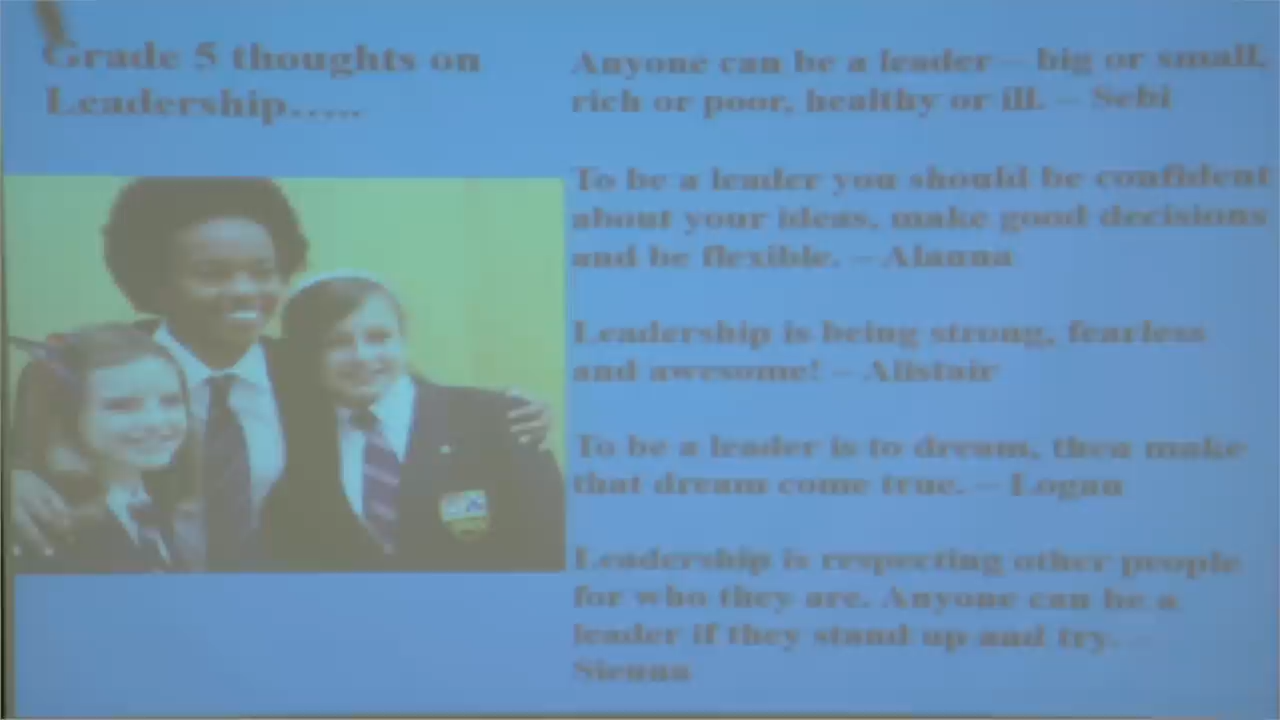 Grade 5 thoughts on
Leadership.....
Anyone can be a leader – big or small,
rich or poor, healthy or ill. – Sebi
To be a leader you should be confident
about your ideas, make good decisions
and be flexible. – Alanna
Leadership is being strong, fearless
and awesome! – Alistair
To be a leader is to dream, then make
that dream come true. – Logan
Leadership is respecting other people
for who they are. Anyone can be a
leader if they stand up and try. –
Sienna